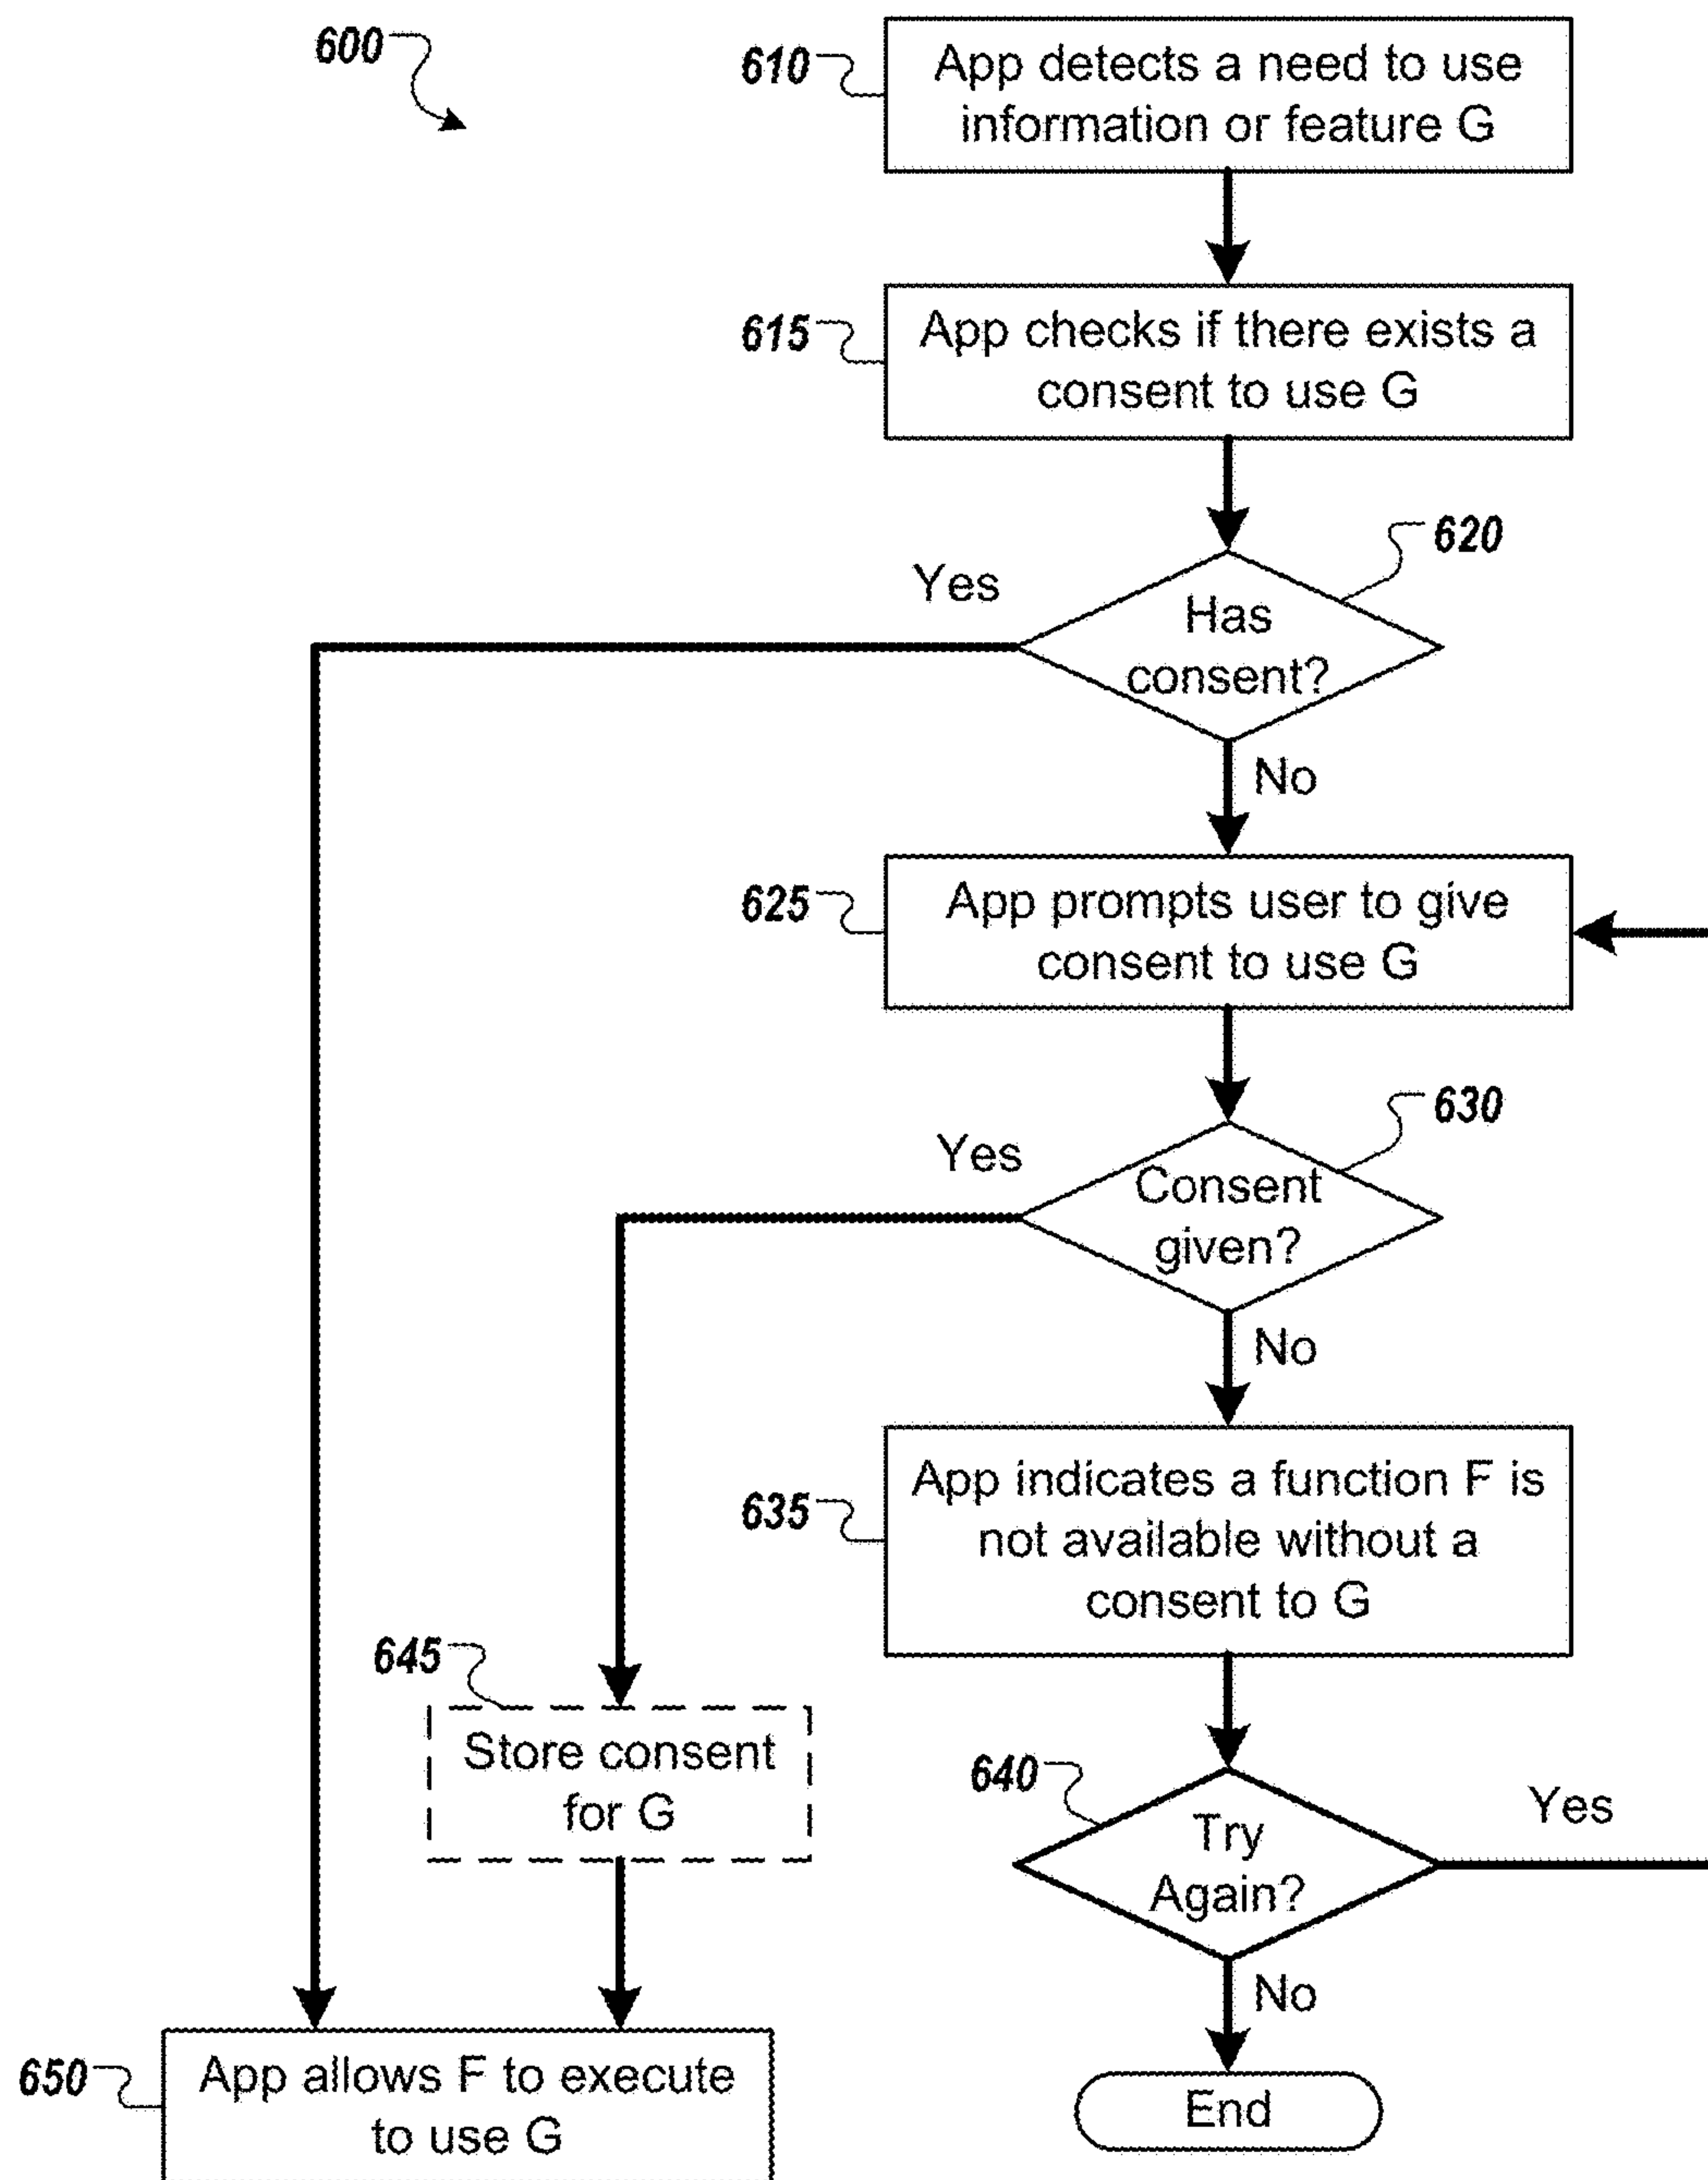 600
610
App detects a need to use
information or feature G
615
App checks if there exists a
consent to use G
620
Yes
Has
consent?
No
625
App prompts user to give
consent to use G
630
Yes
Consent
given?
No
635
App indicates a function F is
not available without a
consent to G
645
Store consent
for G
640
Try
Again?
Yes
No
650
App allows F to execute
to use G
End